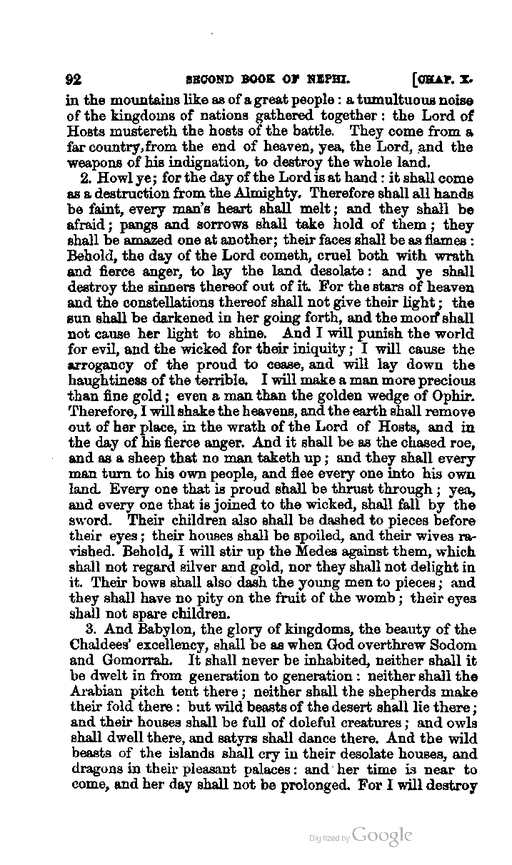 92 SECOND BOOK OF NEPHI. [CHAP. X.
in the mountains like as of a great people : a tumultuous noise
of the kingdoms of nations gathered together : the Lord of
Hosts mustereth the hosts of the battle. They come from a
far country, from the end of heaven, yea, the Lord, and the
weapons of his indignation, to destroy the whole land.
2. Howl ye; for the day of the Lord is at hand : it shall come
as a destruction from the Almighty. Therefore shall all hands
be faint, every man's heart shall melt; and they shall be
afraid; pangs and sorrows shall take hold of them; they
shall be amazed one at another; their faces shall be as flames :
Behold, the day of the Lord cometh, cruel both with wrath
and fierce anger, to lay the land desolate : and ye shall
destroy the sinners thereof out of it. For the stars of heaven
and the constellations thereof shall not give their light; the
sun shall be darkened in her going forth, and the moon shall
not cause her light to shine. And I will punish the world
for evil, and the wicked for their iniquity; I will cause the
arrogancy of the proud to cease, and will lay down the
haughtiness of the terrible. I will make a man more precious
than fine gold; even a man than the golden wedge of Ophir.
Therefore, I will shake the heavens, and the earth shall remove
out of her place, in the wrath of the Lord of Hosts, and in
the day of his fierce anger. And it shall be as the chased roe,
and as a sheep that no man taketh up; and they shall every
man turn to his own people, and flee every one into his own
land. Every one that is proud shall be thrust through; yea,
and every one that is joined to the wicked, shall fall by the
sword. Their children also shall be dashed to pieces before
their eyes; their houses shall be spoiled, and their wives ra-
vished. Behold, I will stir up the Medes against them, which
shall not regard silver and gold, nor they shall not delight in
it. Their bows shall also dash the young men to pieces; and
they shall have no pity on the fruit of the womb; their eyes
shall not spare children.
3. And Babylon, the glory of kingdoms, the beauty of the
Chaldees' excellency, shall be as when God overthrew Sodom
and Gomorrah. It shall never be inhabited, neither shall it
be dwelt in from generation to generation : neither shall the
Arabian pitch tent there; neither shall the shepherds make
their fold there : but wild beasts of the desert shall lie there;
and their houses shall be full of doleful creatures; and owls
shall dwell there, and satyrs shall dance there. And the wild
beasts of the islands shall cry in their desolate houses, and
dragons in their pleasant palaces : and her time is near to
come, and her day shall not be prolonged. For I will destroy
Digitized by Google